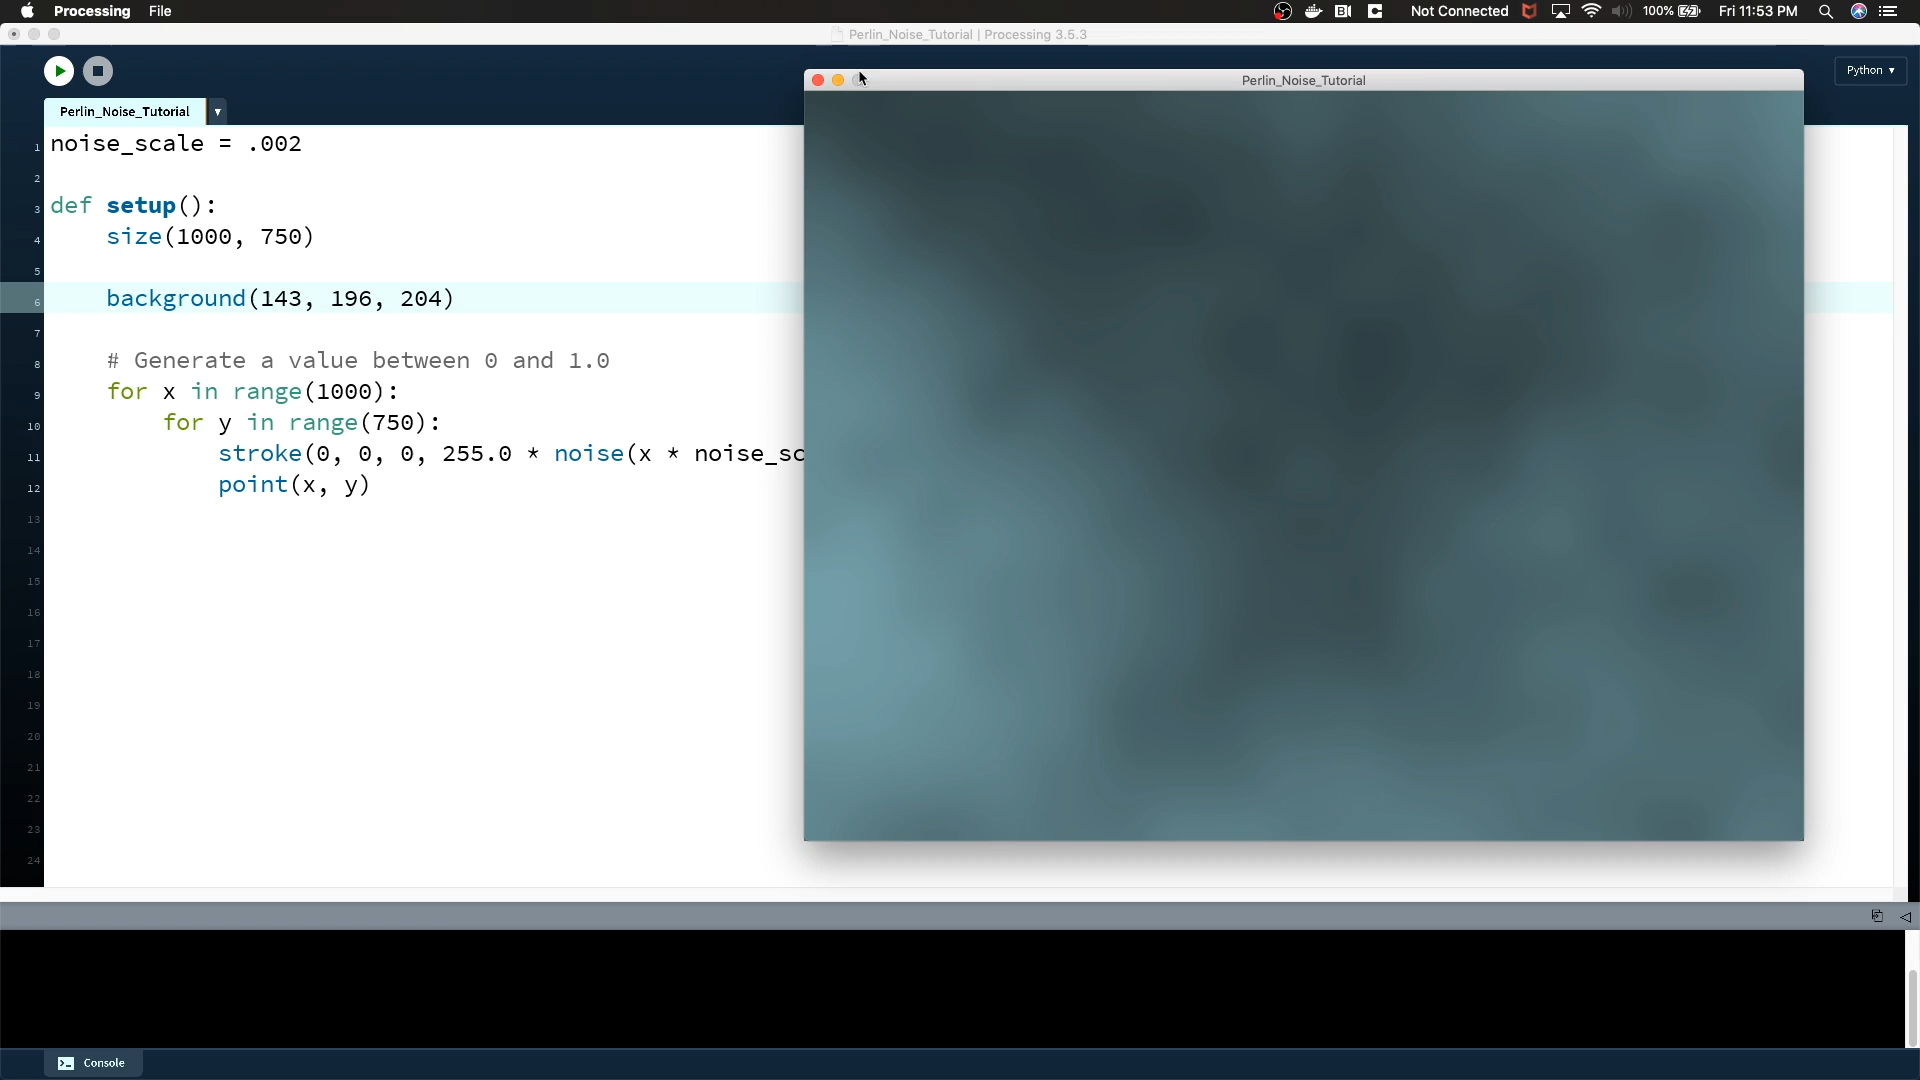 Processing File
Not Connected 100% Fri 11:53 PM
Perlin_Noise_Tutorial | Processing 3.5.3
Perlin_Noise_Tutorial
Python
Perlin_Noise_Tutorial
1 noise_scale = .002
2
3 def setup():
4 size(1000, 750)
5
6 background(143, 196, 204)
7
8 # Generate a value between 0 and 1.0
9 for x in range(1000):
10 for y in range(750):
11 stroke(0, 0, 0, 255.0 * noise(x * noise_sc
12 point(x, y)
13
14
15
16
17
18
19
20
21
22
23
24
Console